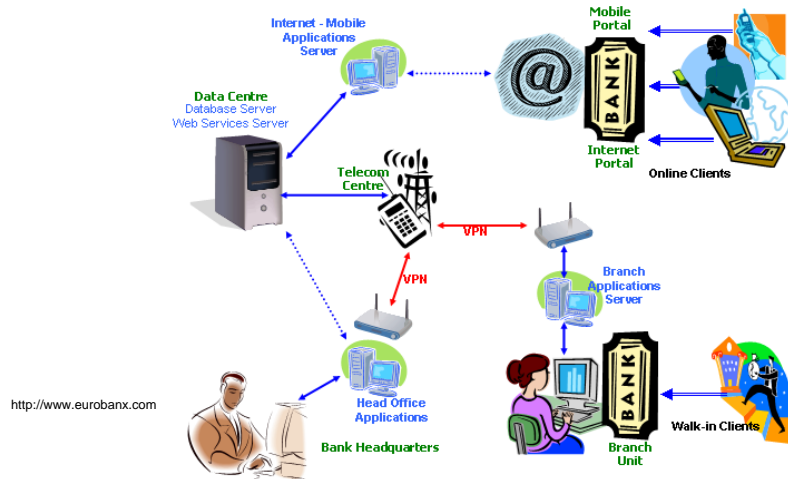 Internet - Mobile
Applications
Server
Mobile
Portal
@
BANK
Data Centre
Database Server
Web Services Server
Internet
Portal
Online Clients
Telecom
Centre
VPN
VPN
Branch
Applications
Server
BANK
http://www.eurobanx.com
Head Office
Applications
Bank Headquarters
Walk-in Clients
Branch
Unit